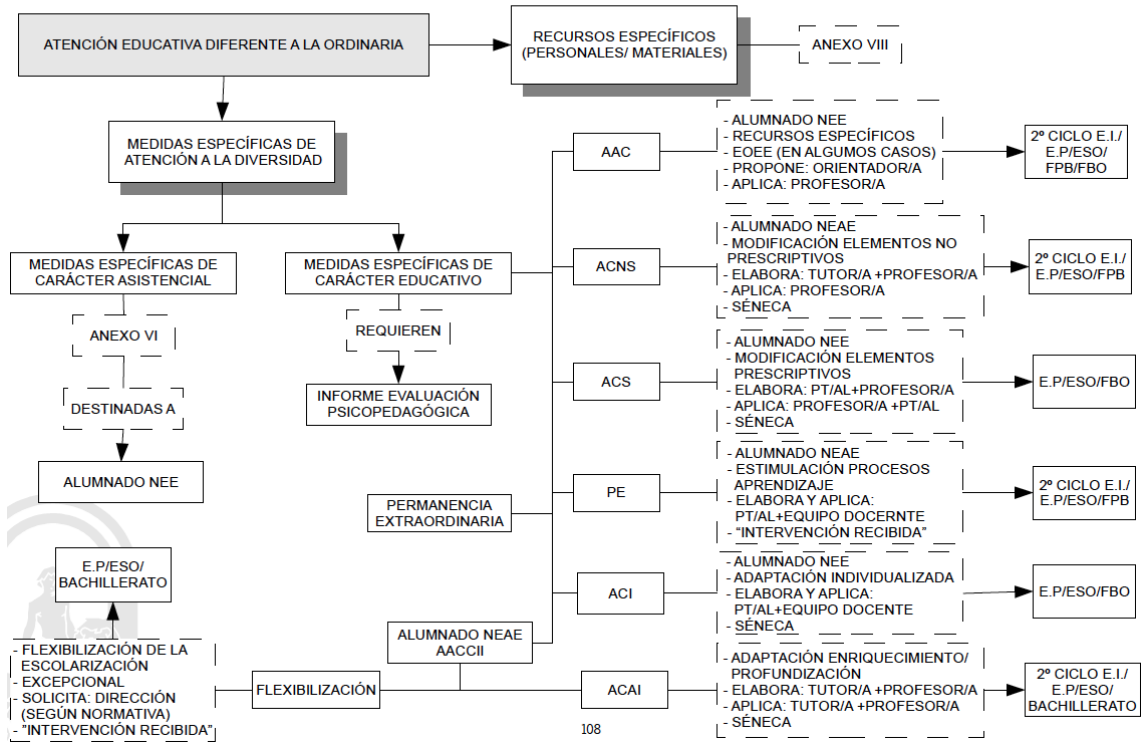 ATENCIÓN EDUCATIVA DIFERENTE A LA ORDINARIA
RECURSOS ESPECÍFICOS
(PERSONALES/ MATERIALES)
ANEXO VIII
MEDIDAS ESPECÍFICAS DE
ATENCIÓN A LA DIVERSIDAD
MEDIDAS ESPECÍFICAS DE
CARÁCTER ASISTENCIAL
MEDIDAS ESPECÍFICAS DE
CARÁCTER EDUCATIVO
ANEXO VI
DESTINADAS A
ALUMNADO NEE
REQUIEREN
INFORME EVALUACIÓN
PSICOPEDAGÓGICA
AAC
- ALUMNADO NEE
- RECURSOS ESPECÍFICOS
- EOEE (EN ALGUMOS CASOS)
- PROPONE: ORIENTADOR/A
- APLICA: PROFESOR/A
2º CICLO E.I./
E.P/ESO/
FPB/FBO
ACNS
- ALUMNADO NEAE
- MODIFICACIÓN ELEMENTOS NO
PRESCRIPTIVOS
- ELABORA: TUTOR/A +PROFESOR/A
- APLICA: PROFESOR/A
- SÉNECA
2º CICLO E.I./
E.P/ESO/FPB
ACS
- ALUMNADO NEE
- MODIFICACIÓN ELEMENTOS
PRESCRIPTIVOS
- ELABORA: PT/AL+PROFESOR/A
- APLICA: PROFESOR/A +PT/AL
- SÉNECA
E.P/ESO/FBO
PE
- ALUMNADO NEAE
- ESTIMULACIÓN PROCESOS
APRENDIZAJE
- ELABORA Y APLICA:
PT/AL+EQUIPO DOCERNTE
- "INTERVENCIÓN RECIBIDA"
2º CICLO E.I./
E.P/ESO/FPB
PERMANENCIA
EXTRAORDINARIA
ACI
- ALUMNADO NEE
- ADAPTACIÓN INDIVIDUALIZADA
- ELABORA Y APLICA:
PT/AL+EQUIPO DOCENTE
- SÉNECA
E.P/ESO/FBO
ALUMNADO NEAE
AACCII
ACAI
- ADAPTACIÓN ENRIQUECIMIENTO/
PROFUNDIZACIÓN
- ELABORA: TUTOR/A +PROFESOR/A
- APLICA: TUTOR/A +PROFESOR/A
- SÉNECA
2º CICLO E.I./
E.P/ESO/
BACHILLERATO
FLEXIBILIZACIÓN
- FLEXIBILIZACIÓN DE LA
ESCOLARIZACIÓN
- EXCEPCIONAL
- SOLICITA: DIRECCIÓN
(SEGÚN NORMATIVA)
- "INTERVENCIÓN RECIBIDA"
E.P/ESO/
BACHILLERATO
108